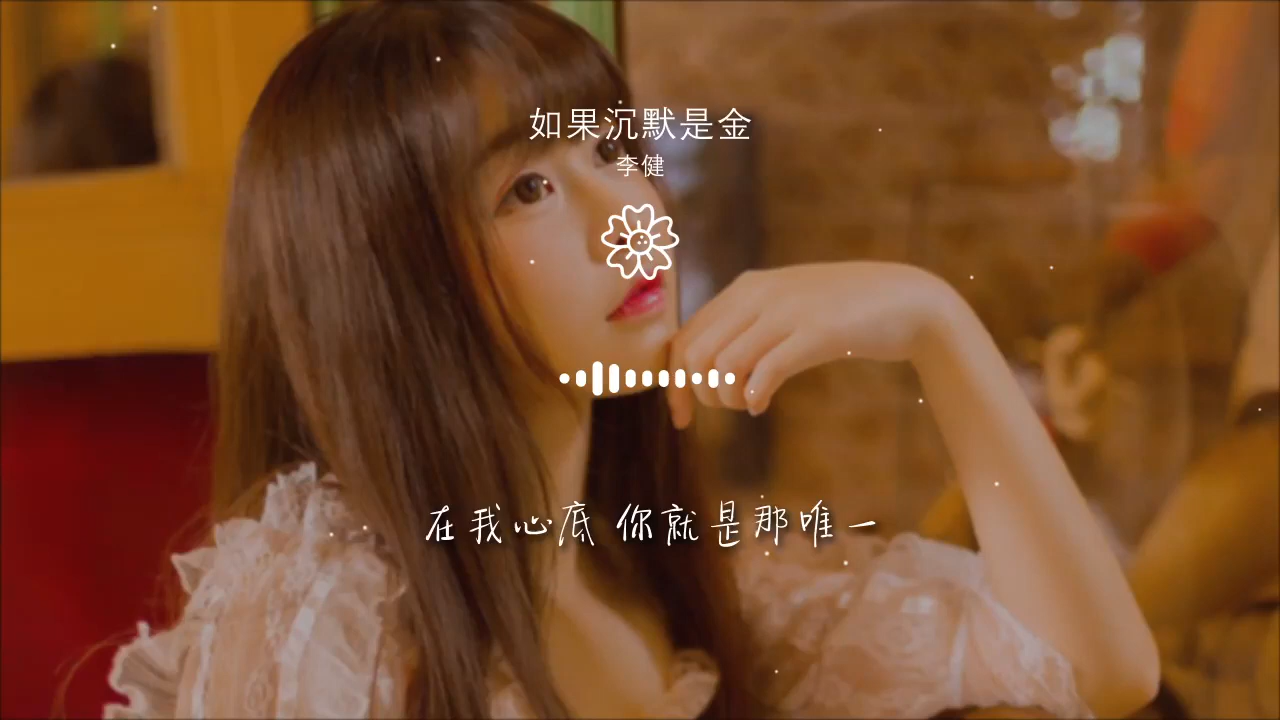 如果沉默是金
李健
在我心底 你就是那唯一